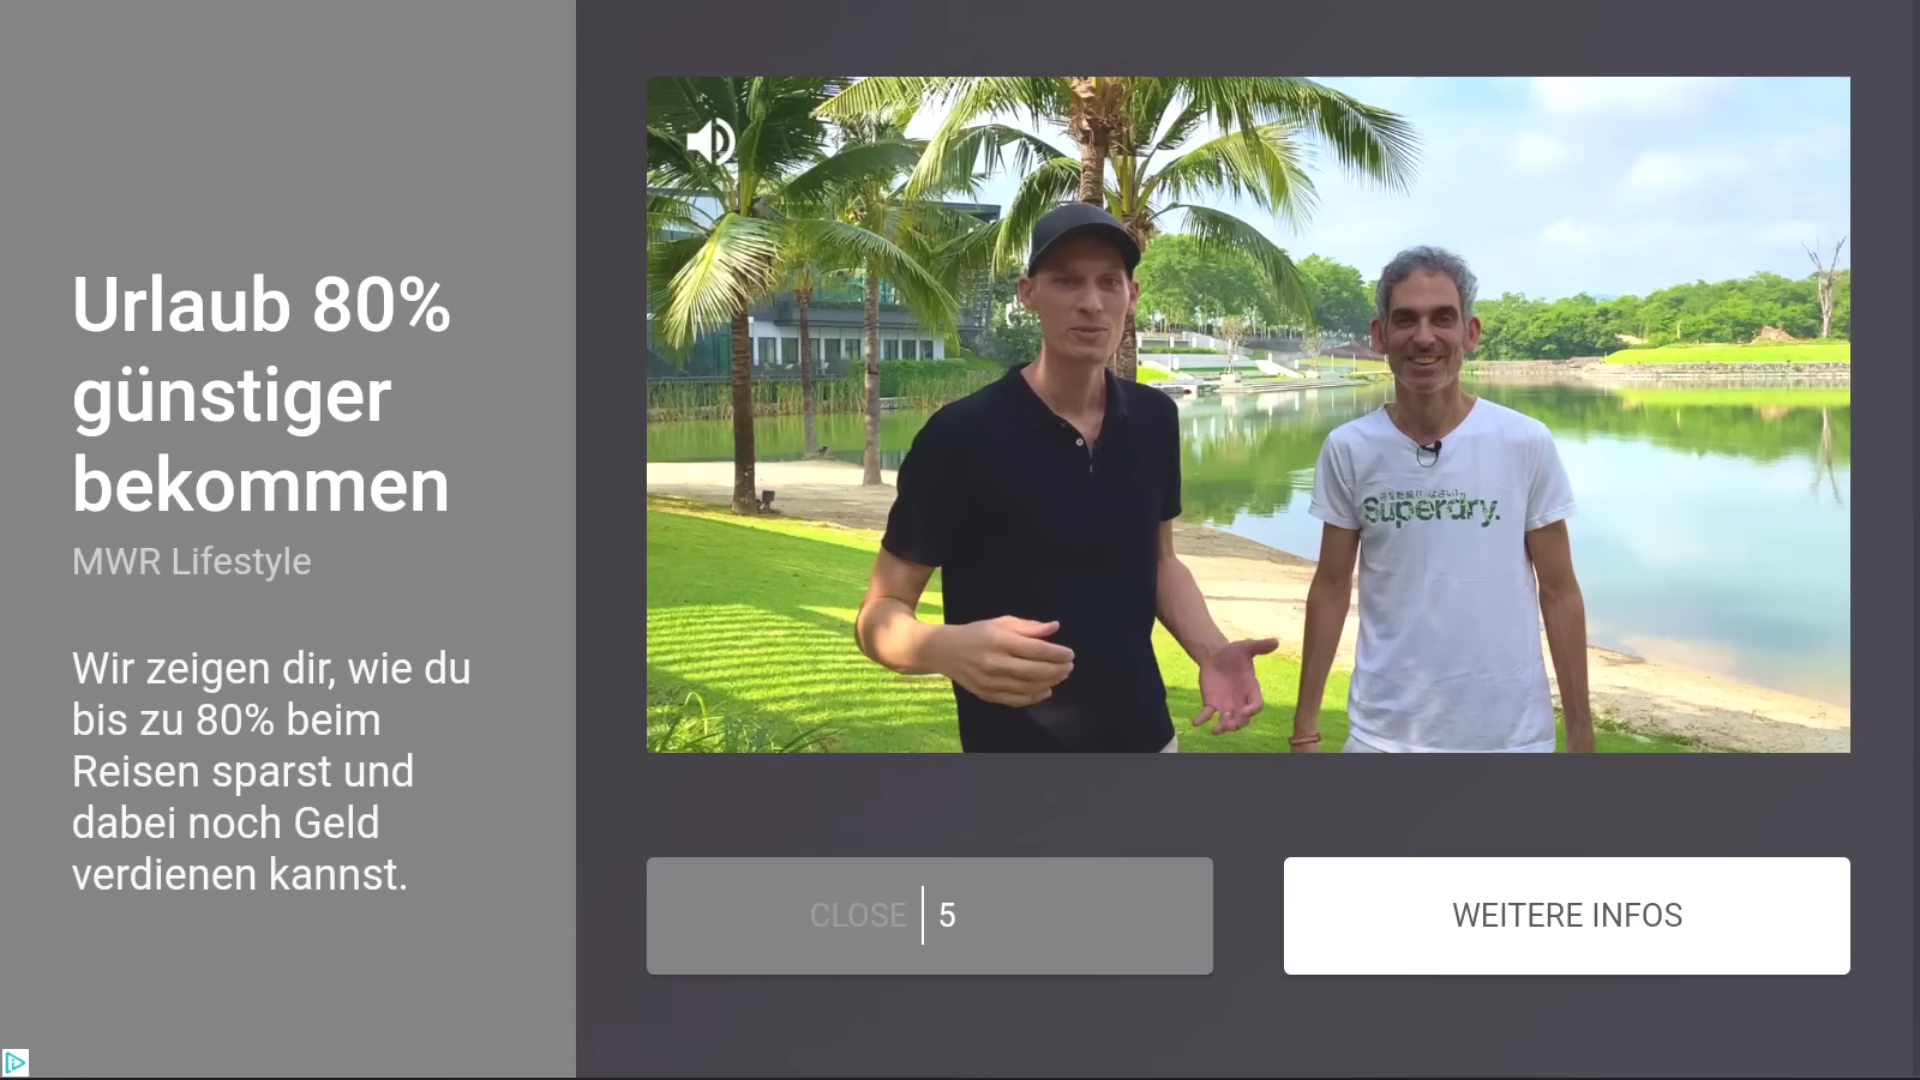 Urlaub 80%
günstiger
bekommen
MWR Lifestyle
Wir zeigen dir, wie du
bis zu 80% beim
Reisen sparst und
dabei noch Geld
verdienen kannst.
Superdry.
CLOSE | 5
WEITERE INFOS